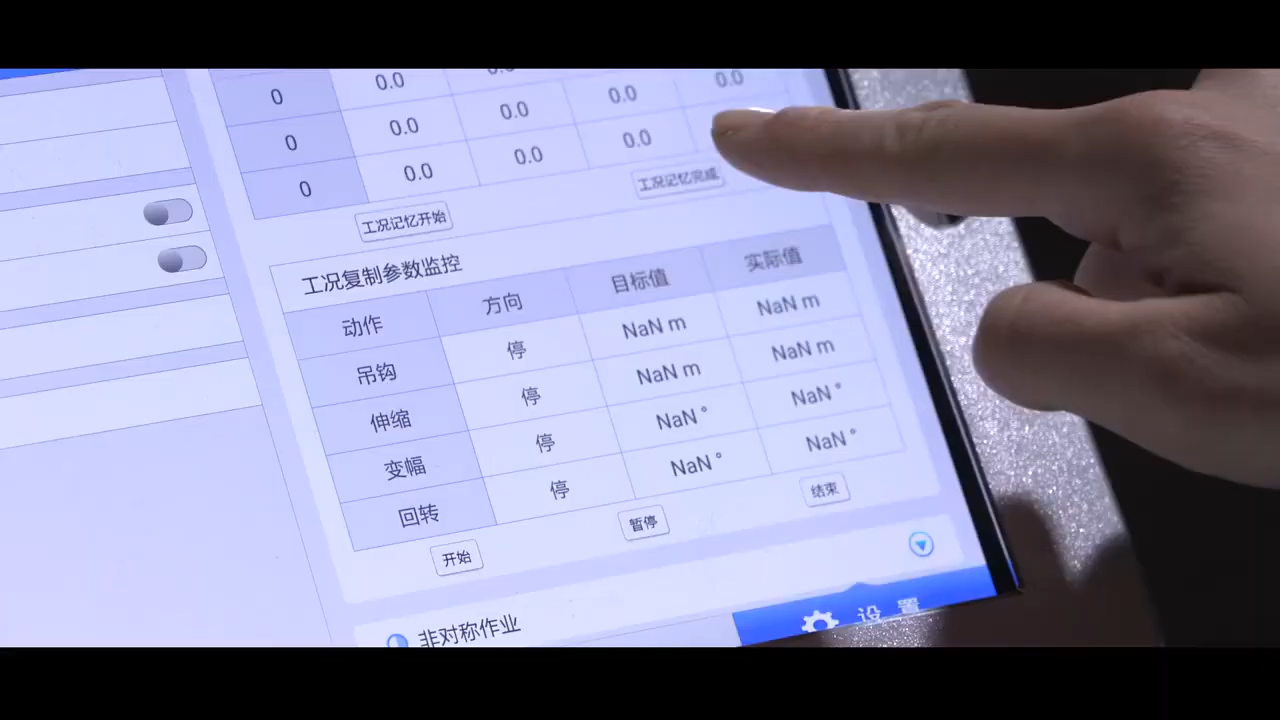 0 0.0 0.0
0 0.0 0.0 0.0 0.0
0 0.0 0.0 0.0
工况记忆开始 工况记忆完成
工况复制参数监控
动作 方向 目标值 实际值
吊钩 停 NaN m NaN m
伸缩 停 NaN m NaN m
变幅 停 NaN ° NaN °
回转 停 NaN ° NaN °
开始 暂停 结束
非对称作业
设 置